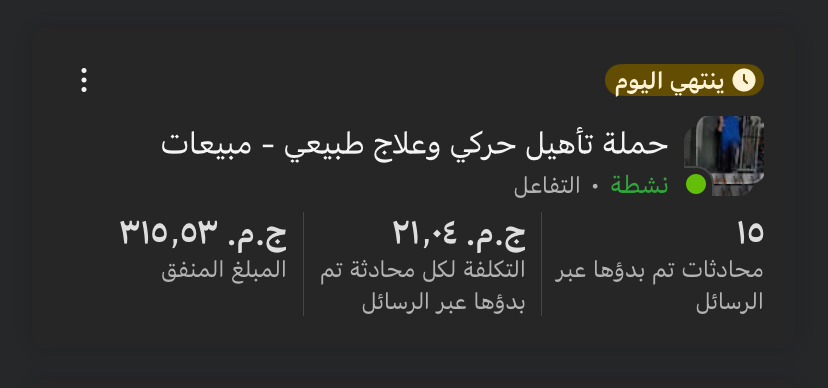 ينتهي اليوم
حملة تأهيل حركي وعلاج طبيعي - مبيعات
نشطة • التفاعل
١٥
محادثات تم بدؤها عبر
الرسائل
ج.م. ٢١,٠٤
التكلفة لكل محادثة تم
بدؤها عبر الرسائل
ج.م. ٣١٥,٥٣
المبلغ المنفق